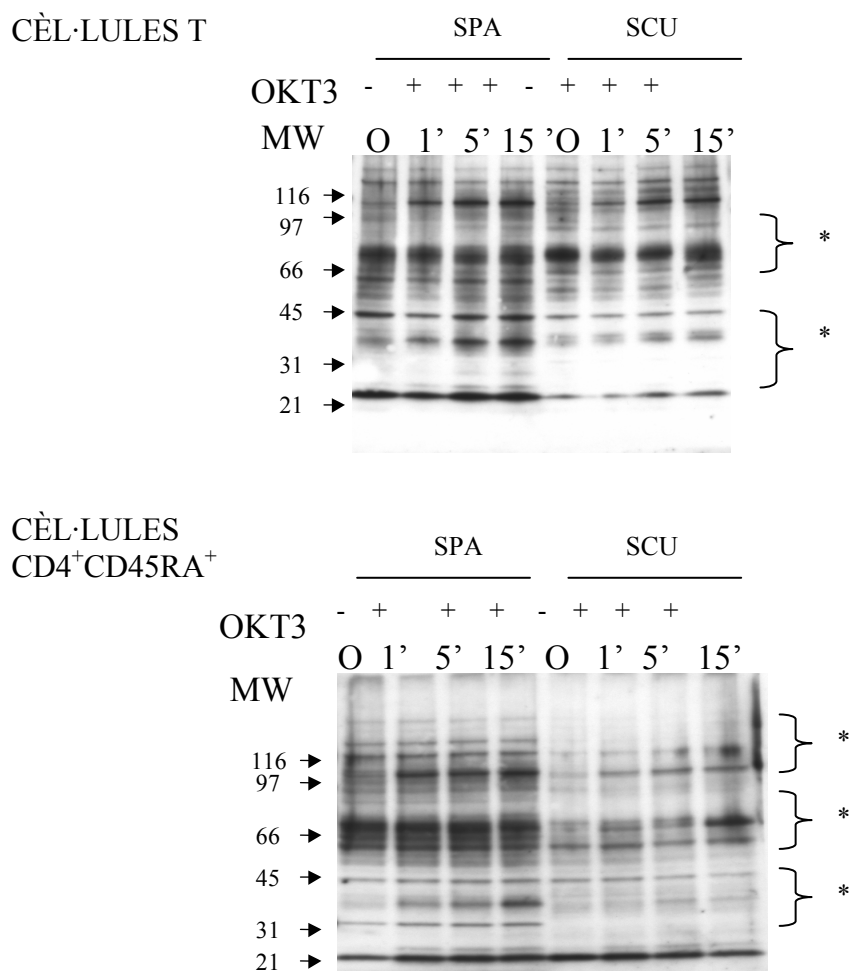 CÈL·LULES T
SPA SCU
OKT3 - + + + - + + +
MW O 1’ 5’ 15 ’O 1’ 5’ 15’
116
97
*
66
45
*
31
21
CÈL·LULES
CD4+CD45RA+
SPA SCU
- + + + - + + +
OKT3
O 1’ 5’ 15’ O 1’ 5’ 15’
MW
*
116
97
*
66
45
*
31
21